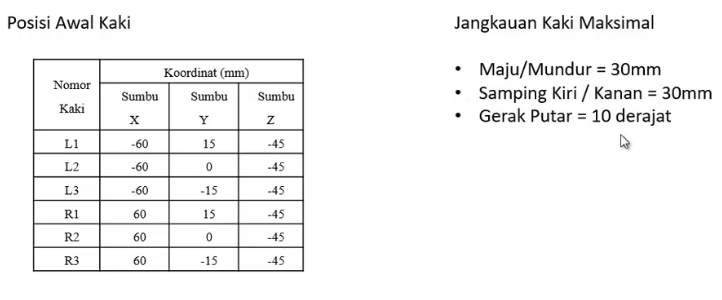 Posisi Awal Kaki
Nomor Kaki Koordinat (mm)
Sumbu X Sumbu Y Sumbu Z
L1 -60 15 -45
L2 -60 0 -45
L3 -60 -15 -45
R1 60 15 -45
R2 60 0 -45
R3 60 -15 -45
Jangkauan Kaki Maksimal
• Maju/Mundur = 30mm
• Samping Kiri / Kanan = 30mm
• Gerak Putar = 10 derajat